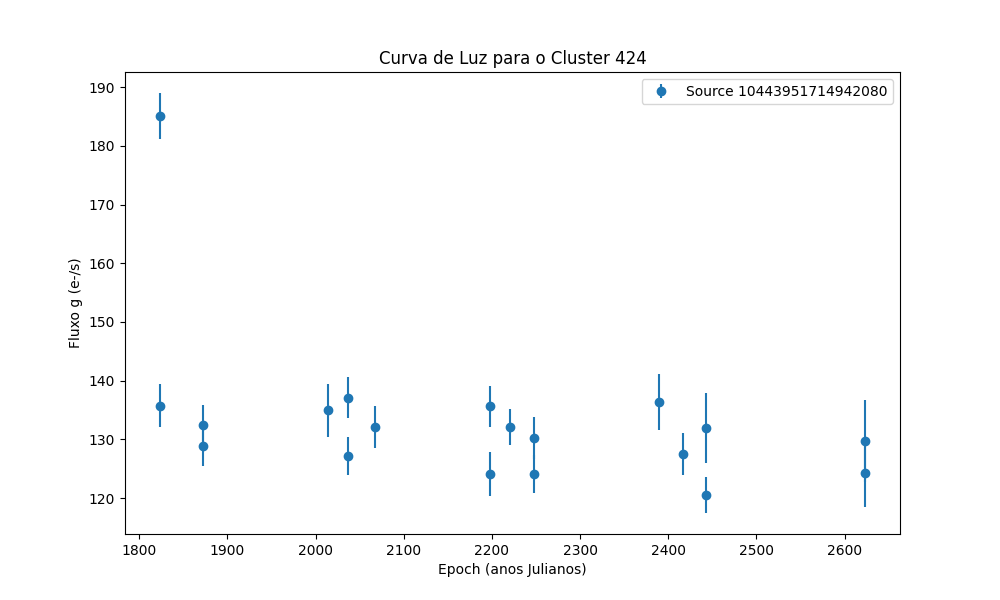 Curva de Luz para o Cluster 424
Source 10443951714942080
190
180
170
160
150
140
130
120
Fluxo g (e-/s)
1800 1900 2000 2100 2200 2300 2400 2500 2600
Epoch (anos Julianos)